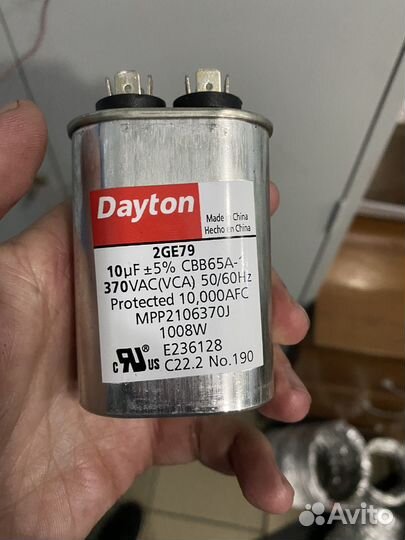 Dayton
Made in China
Hecho en China
2GE79
10µF ±5% CBB65A-1
370VAC(VCA) 50/60Hz
Protected 10,000AFC
MPP2106370J
1008W
c RU us E236128
C22.2 No.190
Avito